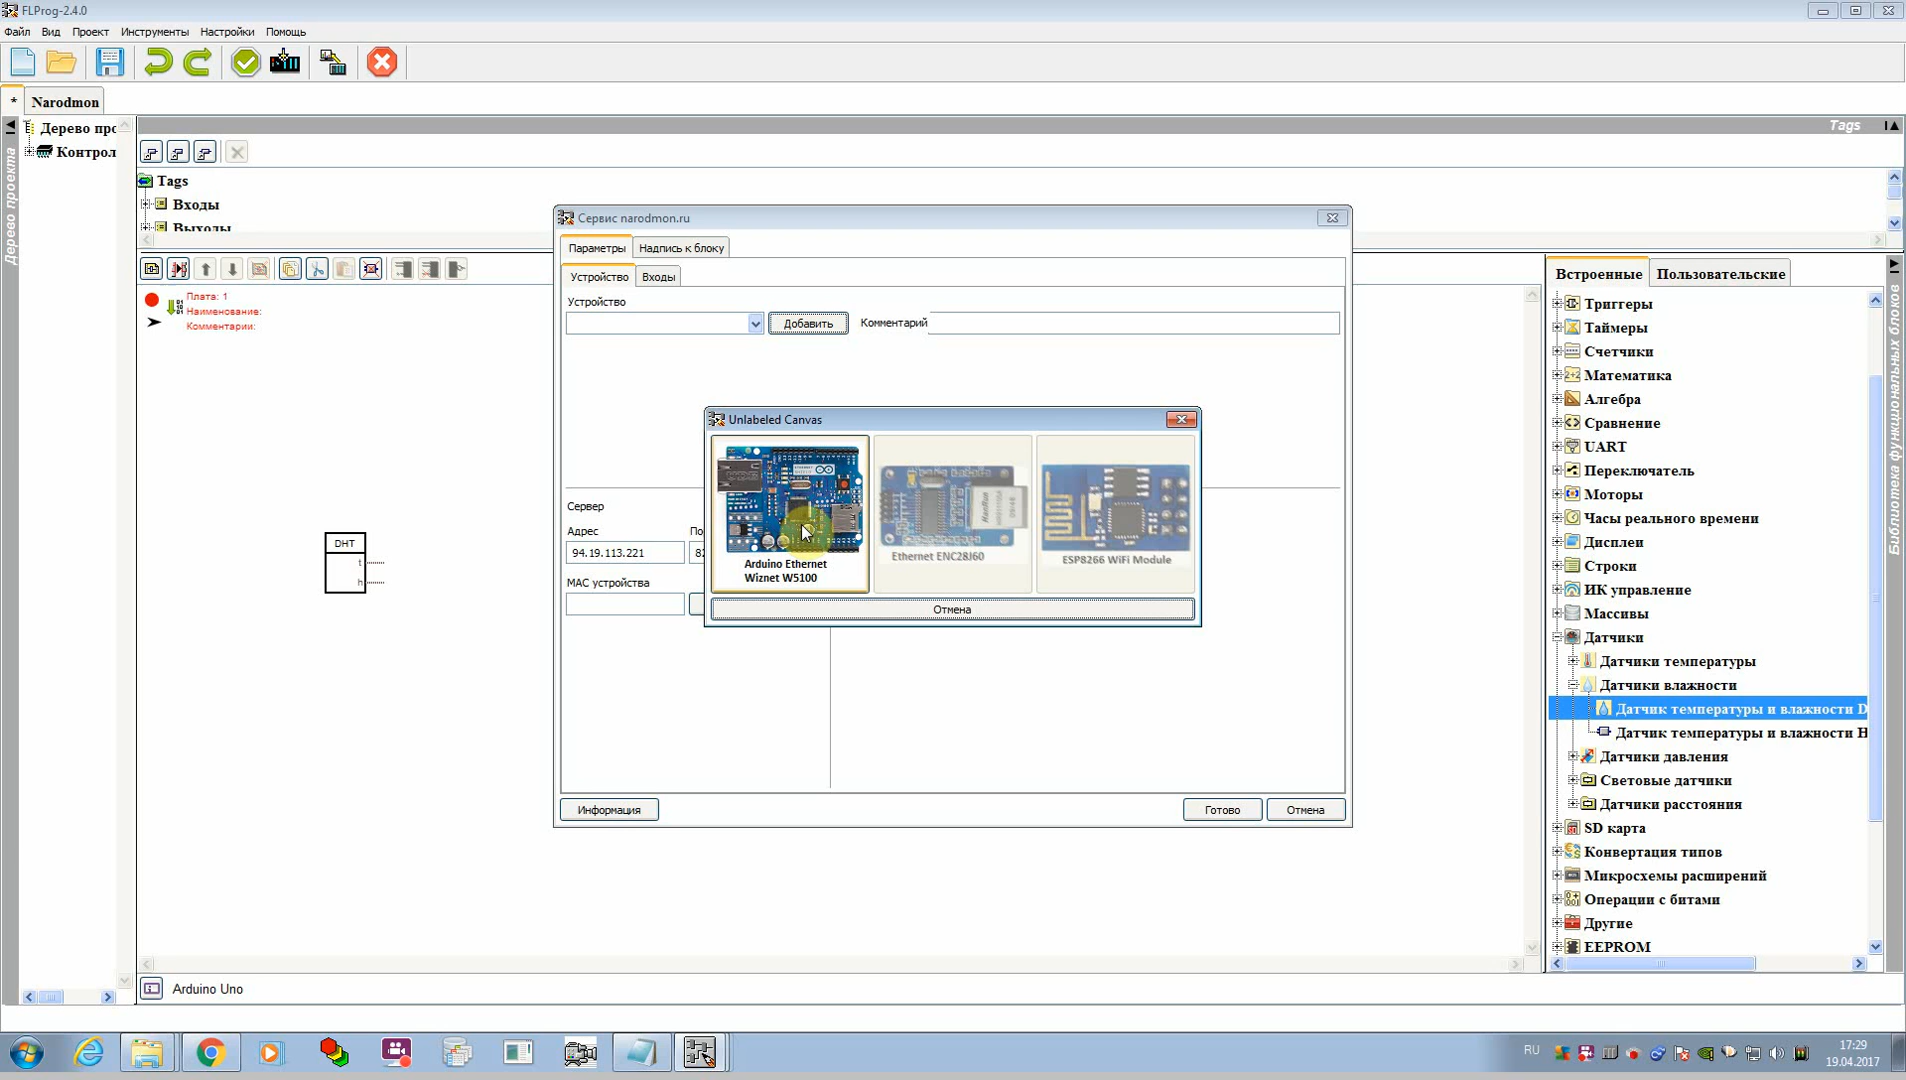 FLProg-2.4.0
Файл Вид Проект Инструменты Настройки Помощь
* Narodmon
Дерево про
Контрол
Дерево проекта
Tags
Tags
Входы
Выходы
Плата: 1
Наименование:
Комментарии:
DHT
t
h
Сервис narodmon.ru
Параметры Надпись к блоку
Устройство Входы
Устройство
Добавить Комментарий
Сервер
Адрес По
94.19.113.221 82
MAC устройства
Информация Готово Отмена
Unlabeled Canvas
Arduino Ethernet
Wiznet W5100
Ethernet ENC28J60
ESP8266 WiFi Module
Отмена
Встроенные Пользовательские
Триггеры
Таймеры
Счетчики
Математика
Алгебра
Сравнение
UART
Переключатель
Моторы
Часы реального времени
Дисплеи
Строки
ИК управление
Массивы
Датчики
Датчики температуры
Датчики влажности
Датчик температуры и влажности D
Датчик температуры и влажности H
Датчики давления
Световые датчики
Датчики расстояния
SD карта
Конвертация типов
Микросхемы расширений
Операции с битами
Другие
EEPROM
Библиотека функциональных блоков
Arduino Uno
RU
17:29
19.04.2017